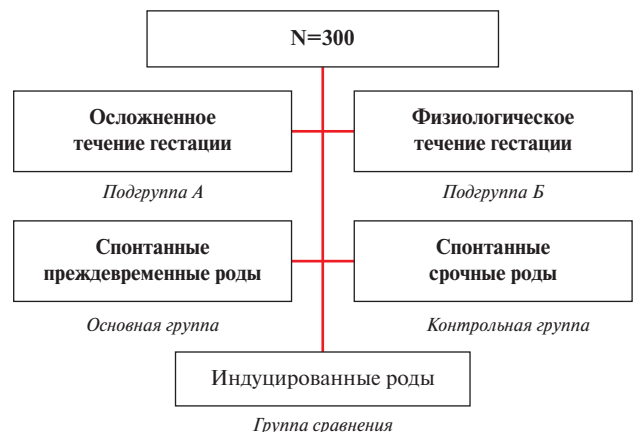 N=300
Осложненное
течение гестации
Физиологическое
течение гестации
Подгруппа А
Подгруппа Б
Спонтанные
преждевременные роды
Спонтанные
срочные роды
Основная группа
Контрольная группа
Индуцированные роды
Группа сравнения